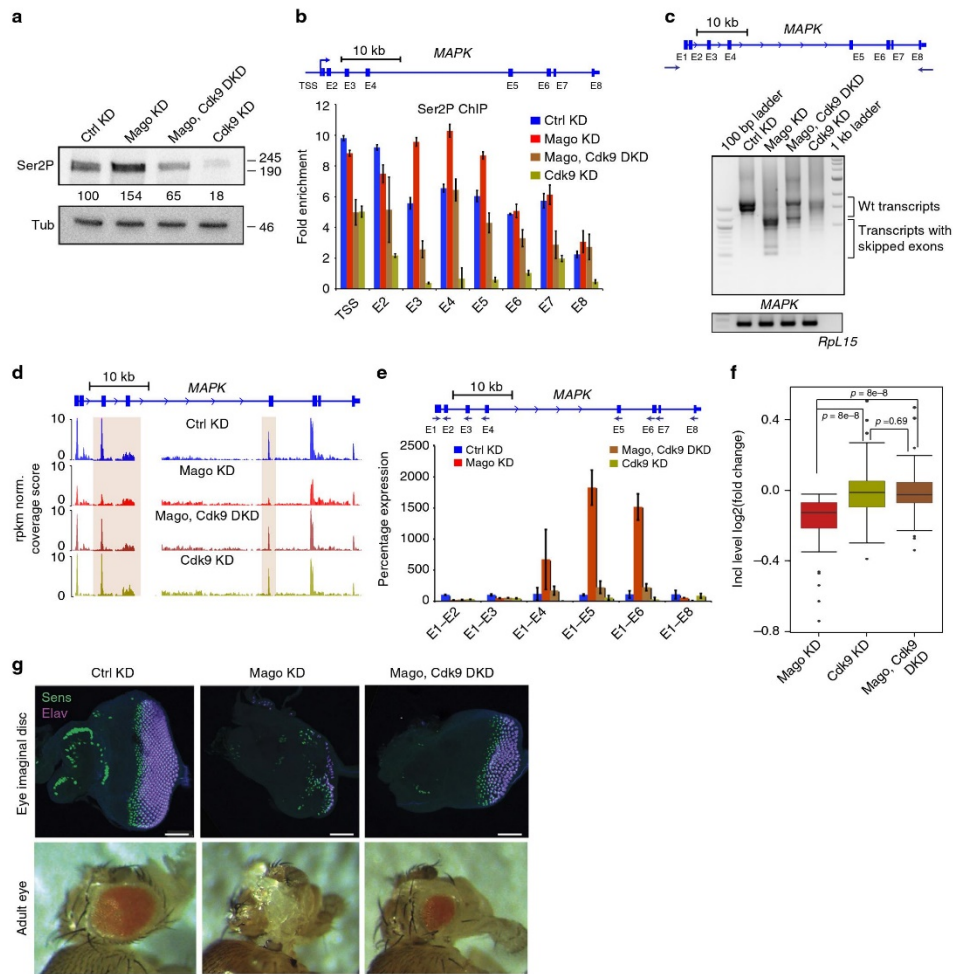 a
Ctrl KD
Mago KD
Mago, Cdk9 DKD
Cdk9 KD
Ser2P
245
190
100 154 65 18
Tub
46
b
10 kb
MAPK
TSS E2 E3 E4 E5 E6 E7 E8
Ser2P ChIP
Fold enrichment
12
10
8
6
4
2
0
Ctrl KD
Mago KD
Mago, Cdk9 DKD
Cdk9 KD
TSS E2 E3 E4 E5 E6 E7 E8
c
10 kb
MAPK
E1 E2 E3 E4 E5 E6 E7 E8
100 bp ladder
Ctrl KD
Mago KD
Mago, Cdk9 DKD
Cdk9 KD
1 kb ladder
Wt transcripts
Transcripts with
skipped exons
MAPK
RpL15
d
10 kb
MAPK
rpkm norm.
coverage score
10
0
Ctrl KD
10
0
Mago KD
10
0
Mago, Cdk9 DKD
10
0
Cdk9 KD
e
10 kb
MAPK
E1 E2 E3 E4 E5 E6 E7 E8
Ctrl KD
Mago KD
Mago, Cdk9 DKD
Cdk9 KD
Percentage expression
2500
2000
1500
1000
500
0
E1–E2 E1–E3 E1–E4 E1–E5 E1–E6 E1–E8
f
Incl level log2(fold change)
0.4
0.0
−0.4
−0.8
p = 8e–8
p = 8e–8
p =0.69
Mago KD
Cdk9 KD
Mago, Cdk9
DKD
g
Ctrl KD Mago KD Mago, Cdk9 DKD
Sens
Elav
Eye imaginal disc
Adult eye